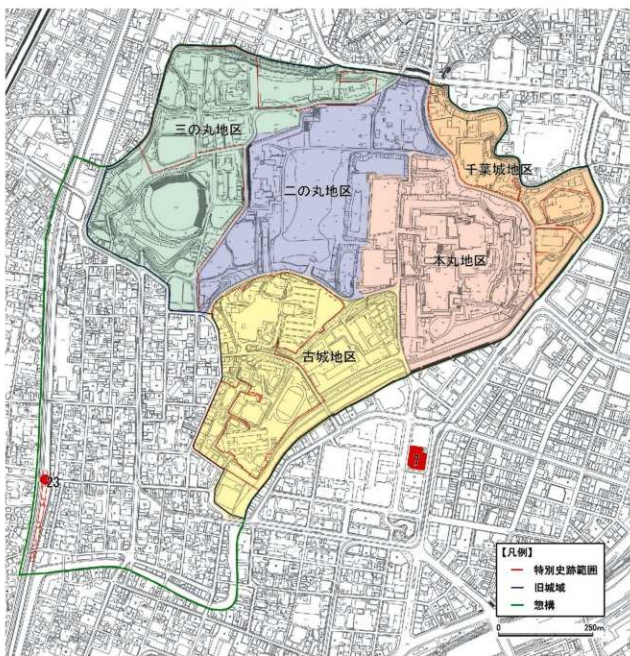 三の丸地区
千葉城地区
二の丸地区
本丸地区
古城地区
23
【凡例】
特別史跡範囲
旧城域
惣構
0 250m